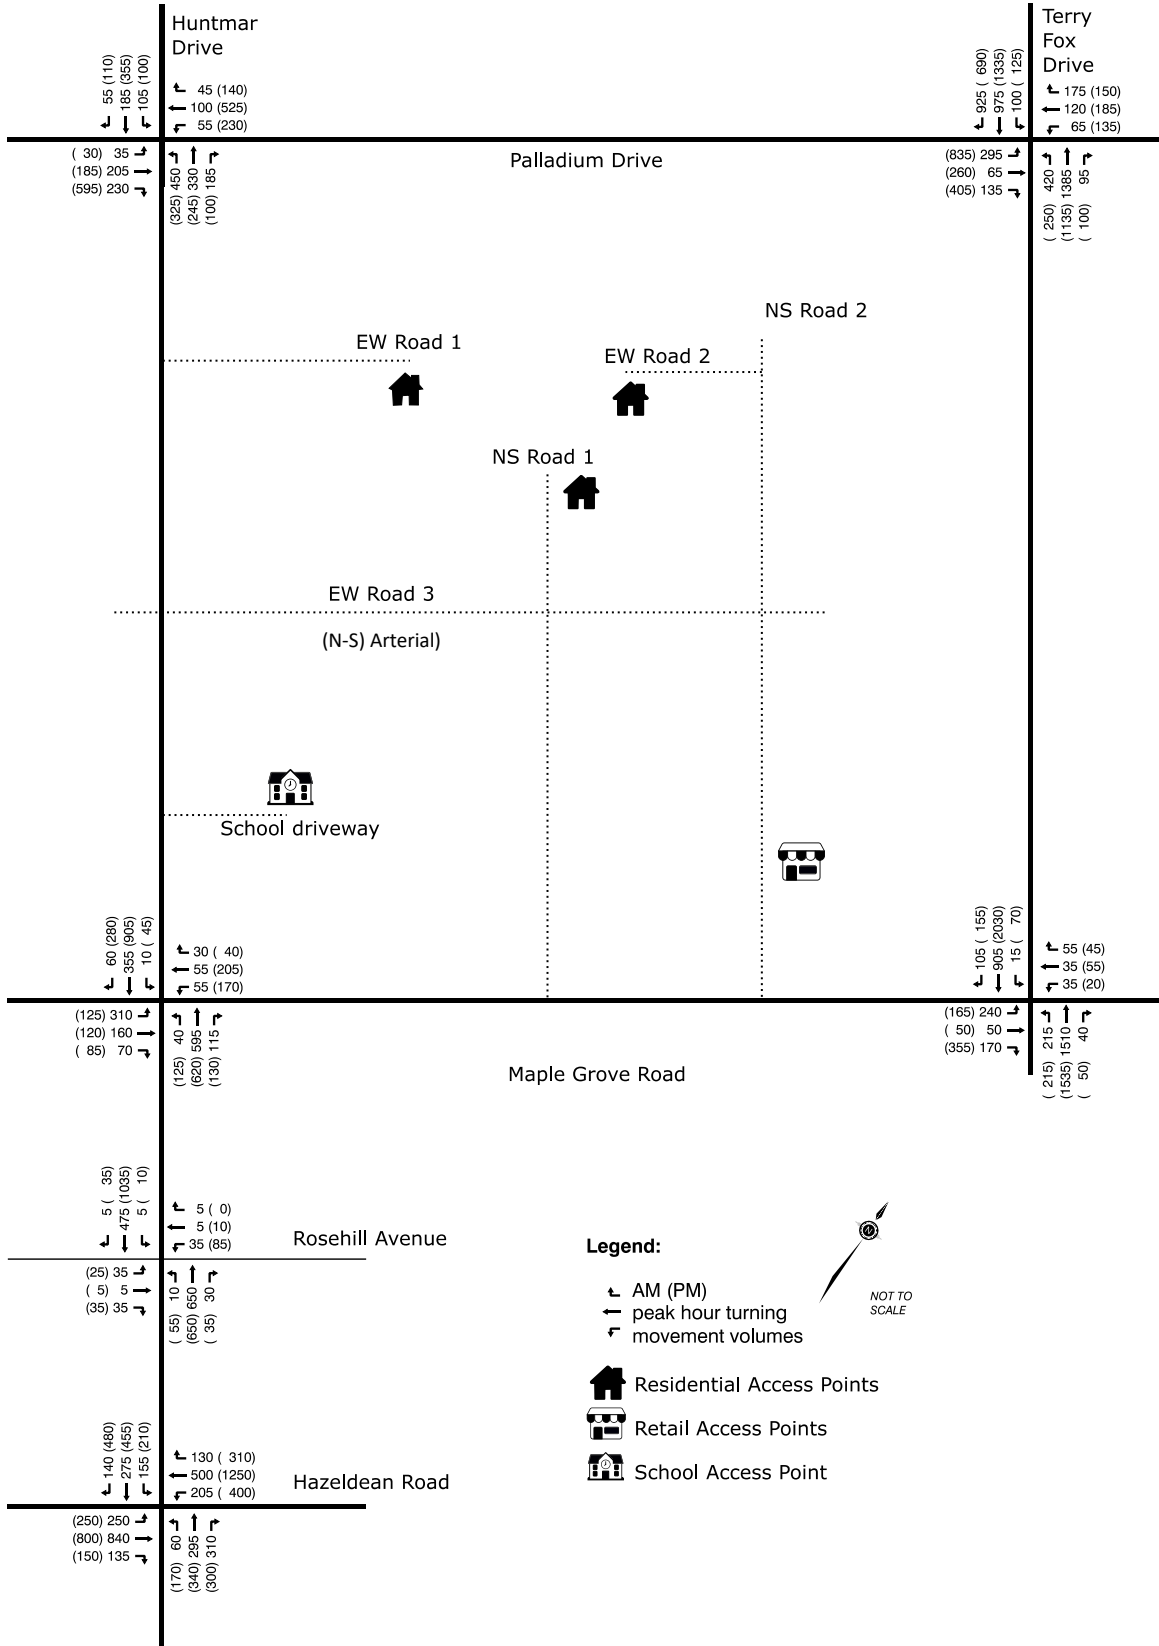 Huntmar
Drive
Terry
Fox
Drive
55 (110)
185 (355)
105 (100)
45 (140)
100 (525)
55 (230)
925 ( 690)
975 (1335)
100 ( 125)
175 (150)
120 (185)
65 (135)
( 30) 35
(185) 205
(595) 230
(325) 450
(245) 330
(100) 185
Palladium Drive
(835) 295
(260) 65
(405) 135
( 250) 420
(1135) 1385
( 100) 95
NS Road 2
EW Road 1
EW Road 2
NS Road 1
EW Road 3
(N-S) Arterial)
School driveway
60 (280)
355 (905)
10 ( 45)
30 ( 40)
55 (205)
55 (170)
105 ( 155)
905 (2030)
15 ( 70)
55 (45)
35 (55)
35 (20)
(125) 310
(120) 160
( 85) 70
(125) 40
(620) 595
(130) 115
Maple Grove Road
(165) 240
( 50) 50
(355) 170
( 215) 215
(1535) 1510
( 50) 40
5 ( 35)
475 (1035)
5 ( 10)
5 ( 0)
5 (10)
35 (85)
Rosehill Avenue
(25) 35
( 5) 5
(35) 35
( 55) 10
(650) 650
( 35) 30
Legend:
AM (PM)
peak hour turning
movement volumes
NOT TO
SCALE
Residential Access Points
Retail Access Points
School Access Point
140 (480)
275 (455)
155 (210)
130 ( 310)
500 (1250)
205 ( 400)
Hazeldean Road
(250) 250
(800) 840
(150) 135
(170) 60
(340) 295
(300) 310